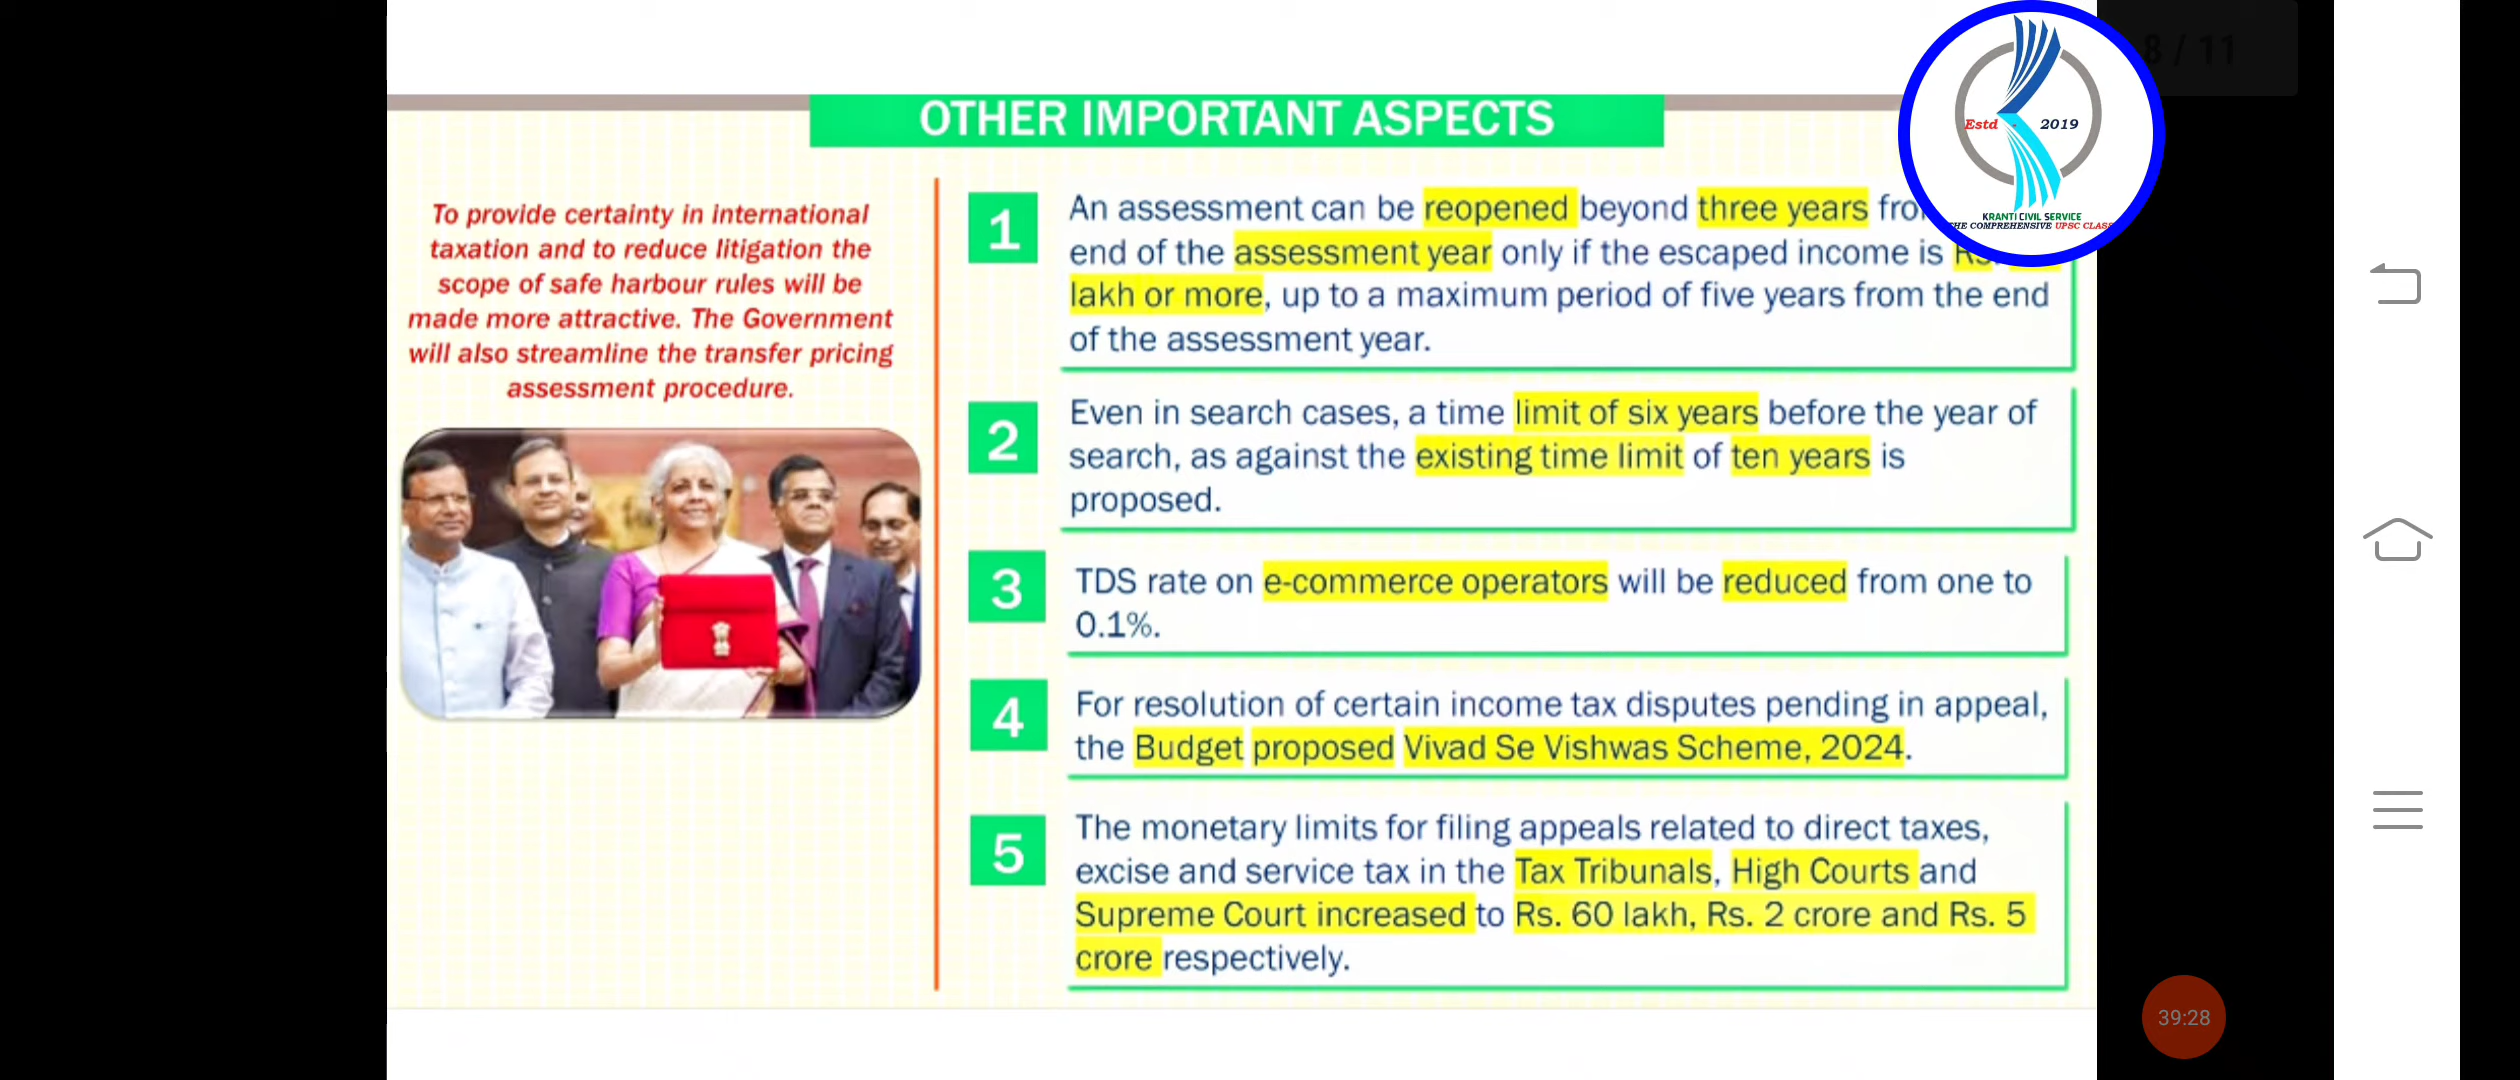 8 / 11
OTHER IMPORTANT ASPECTS
Estd 2019
KRANTI CIVIL SERVICE
THE COMPREHENSIVE UPSC CLASS
To provide certainty in international
taxation and to reduce litigation the
scope of safe harbour rules will be
made more attractive. The Government
will also streamline the transfer pricing
assessment procedure.
1
An assessment can be reopened beyond three years
end of the assessment year only if the escaped income is
lakh or more, up to a maximum period of five years from the end
of the assessment year.
2
Even in search cases, a time limit of six years before the year of
search, as against the existing time limit of ten years is
proposed.
3
TDS rate on e-commerce operators will be reduced from one to
0.1%.
4
For resolution of certain income tax disputes pending in appeal,
the Budget proposed Vivad Se Vishwas Scheme, 2024.
5
The monetary limits for filing appeals related to direct taxes,
excise and service tax in the Tax Tribunals, High Courts and
Supreme Court increased to Rs. 60 lakh, Rs. 2 crore and Rs. 5
crore respectively.
39:28